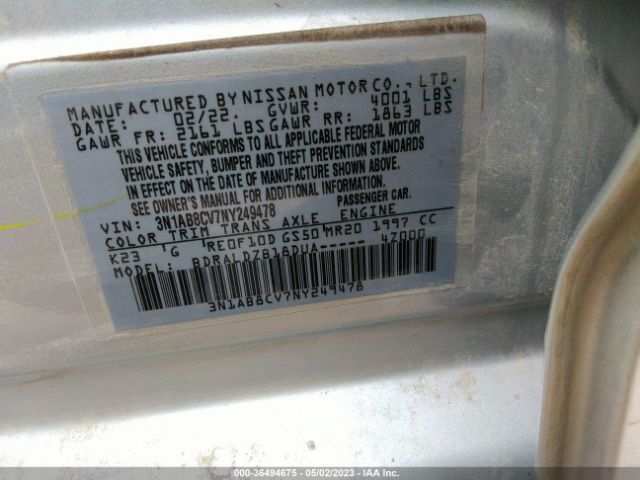 MANUFACTURED BY NISSAN MOTOR CO., LTD.
DATE: 02/22. GVWR: 4001 LBS
GAWR FR: 2161 LBS GAWR RR: 1863 LBS
THIS VEHICLE CONFORMS TO ALL APPLICABLE FEDERAL MOTOR
VEHICLE SAFETY, BUMPER AND THEFT PREVENTION STANDARDS
IN EFFECT ON THE DATE OF MANUFACTURE SHOWN ABOVE.
SEE OWNER'S MANUAL FOR ADDITIONAL INFORMATION.
VIN: 3N1AB8CV7NY249478 PASSENGER CAR.
COLOR TRIM TRANS AXLE ENGINE
K23 G RE0F10D GS50 MR20 1997 CC
MODEL: BDRALDZB18DUA----- 4Z000
3N1AB8CV7NY249478
000-36494675 - 05/02/2023 - IAA Inc.